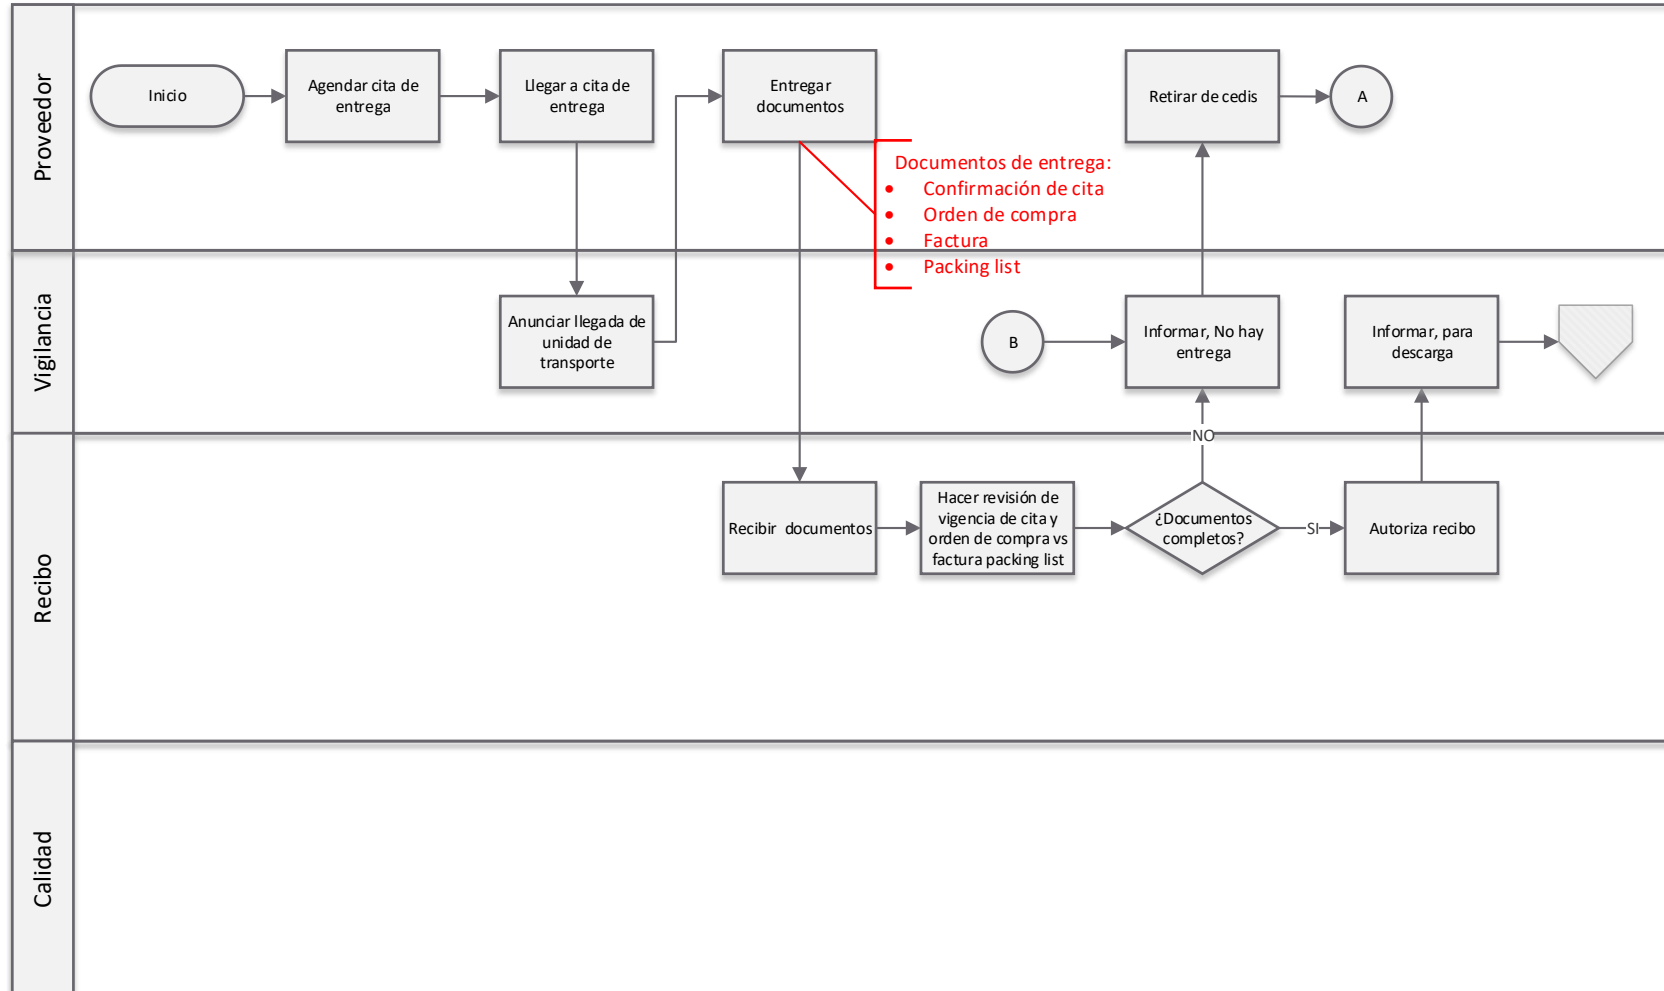 Proveedor
Inicio
Agendar cita de
entrega
Llegar a cita de
entrega
Entregar
documentos
Retirar de cedis
A
Documentos de entrega:
• Confirmación de cita
• Orden de compra
• Factura
• Packing list
Vigilancia
Anunciar llegada de
unidad de
transporte
B
Informar, No hay
entrega
Informar, para
descarga
NO
Recibo
Recibir documentos
Hacer revisión de
vigencia de cita y
orden de compra vs
factura packing list
¿Documentos
completos?
SI
Autoriza recibo
Calidad